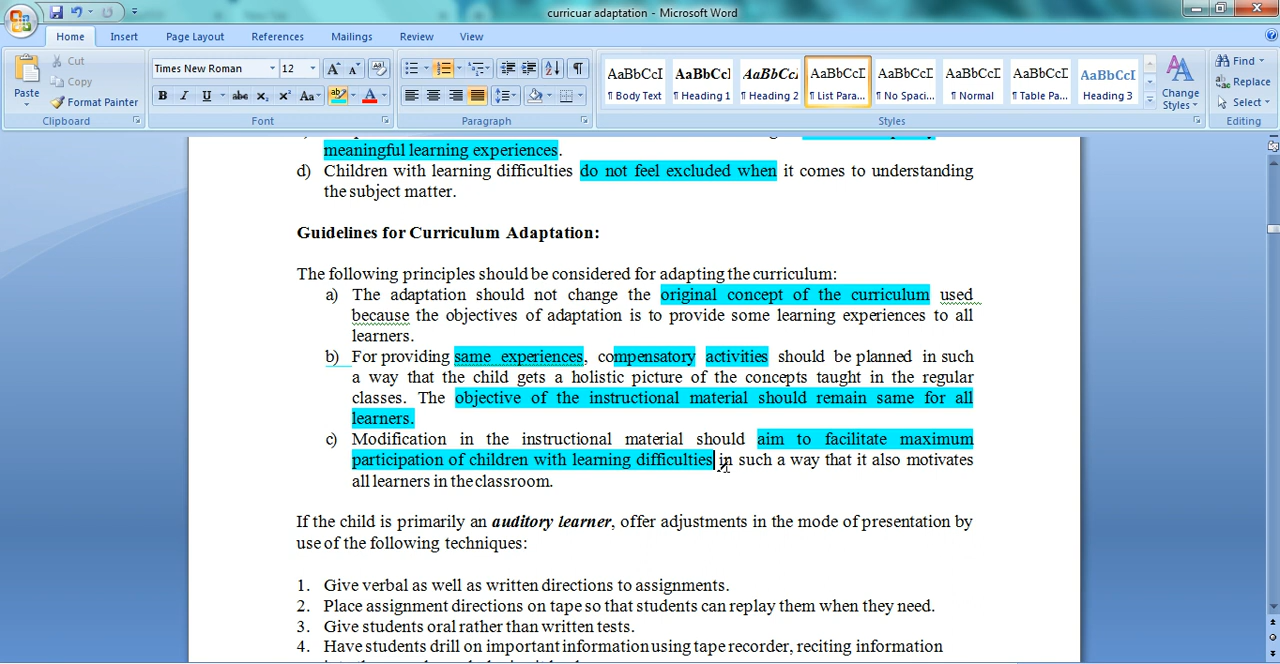 curricuar adaptation - Microsoft Word
Home Insert Page Layout References Mailings Review View
Paste Cut Copy Format Painter Clipboard
Times New Roman 12
B I U abc x₂ x² Aa A
Font Paragraph
AaBbCcI ¶ Body Text
AaBbCcl ¶ Heading 1
AaBbCc ¶ Heading 2
AaBbCcI ¶ List Para...
AaBbCcI ¶ No Spaci...
AaBbCcI ¶ Normal
AaBbCcI ¶ Table Pa...
AaBbCcI Heading 3
Change Styles
Styles
Find
Replace
Select
Editing
meaningful learning experiences.
d) Children with learning difficulties do not feel excluded when it comes to understanding
the subject matter.
Guidelines for Curriculum Adaptation:
The following principles should be considered for adapting the curriculum:
a) The adaptation should not change the original concept of the curriculum used
because the objectives of adaptation is to provide some learning experiences to all
learners.
b) For providing same experiences, compensatory activities should be planned in such
a way that the child gets a holistic picture of the concepts taught in the regular
classes. The objective of the instructional material should remain same for all
learners.
c) Modification in the instructional material should aim to facilitate maximum
participation of children with learning difficulties in such a way that it also motivates
all learners in the classroom.
If the child is primarily an auditory learner, offer adjustments in the mode of presentation by
use of the following techniques:
1. Give verbal as well as written directions to assignments.
2. Place assignment directions on tape so that students can replay them when they need.
3. Give students oral rather than written tests.
4. Have students drill on important information using tape recorder, reciting information